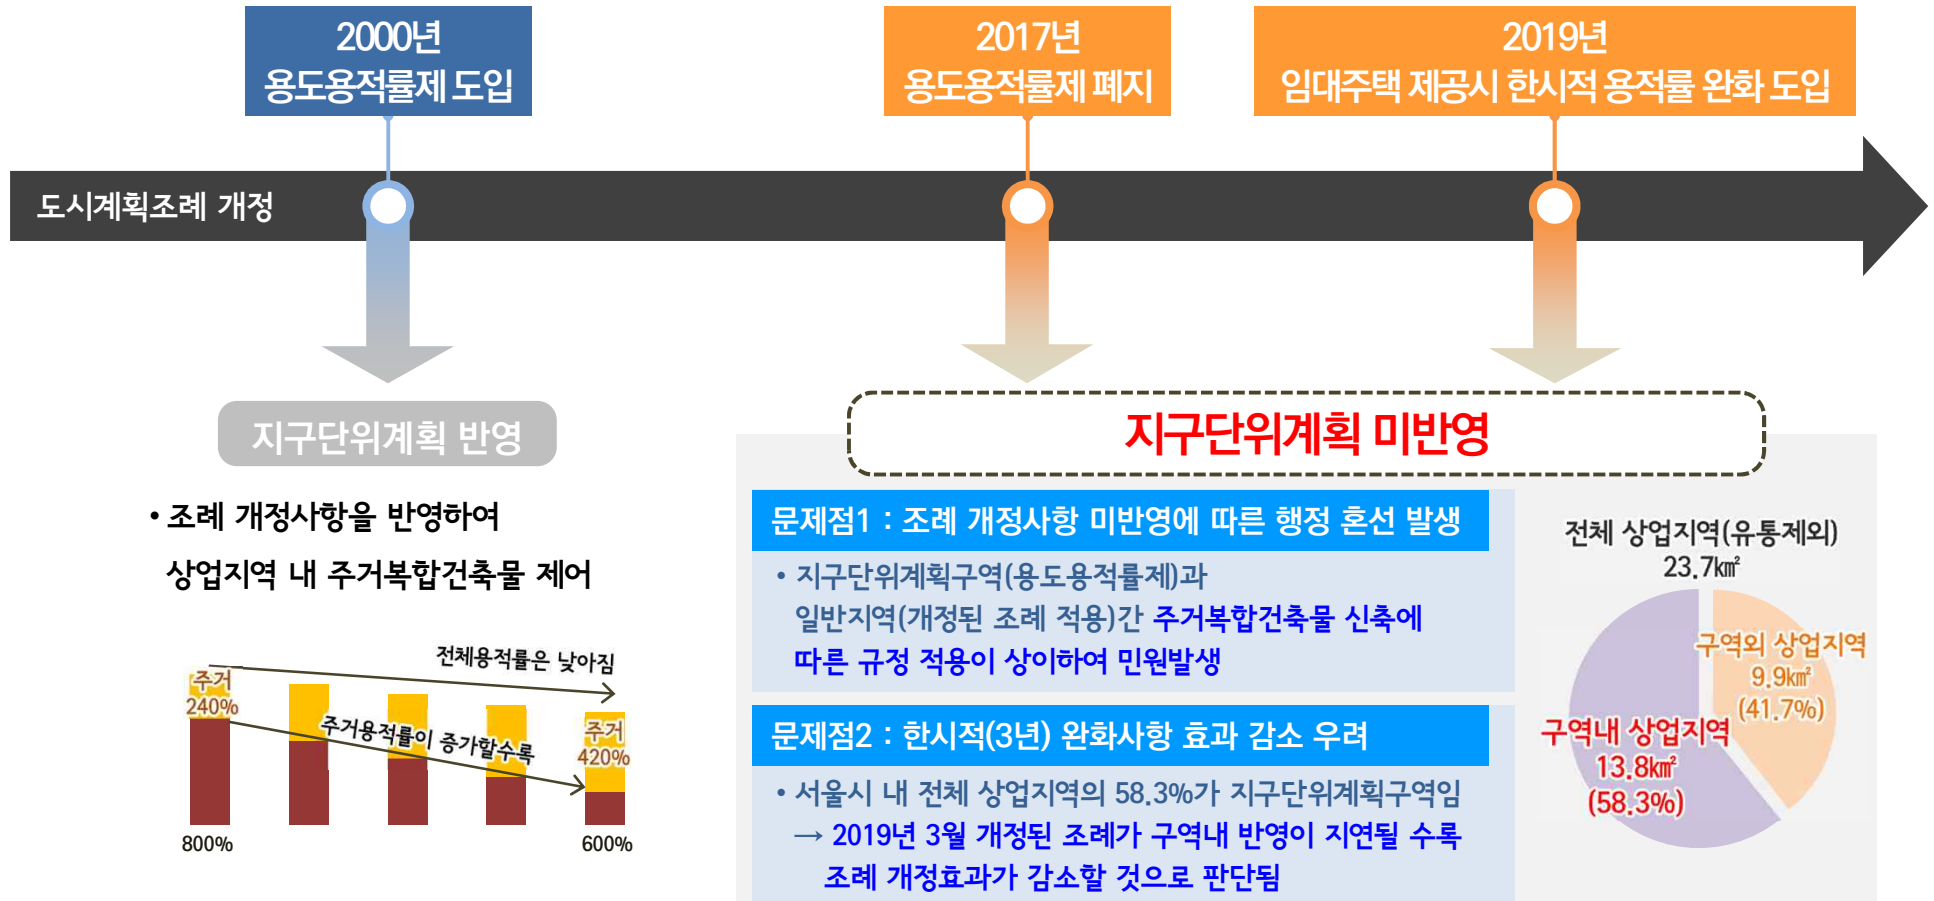 2000년
용도용적률제 도입
2017년
용도용적률제 폐지
2019년
임대주택 제공시 한시적 용적률 완화 도입
도시계획조례 개정
지구단위계획 반영
• 조례 개정사항을 반영하여
상업지역 내 주거복합건축물 제어
전체용적률은 낮아짐
주거
240%
주거용적률이 증가할수록
주거
420%
800%
600%
지구단위계획 미반영
문제점1 : 조례 개정사항 미반영에 따른 행정 혼선 발생
• 지구단위계획구역(용도용적률제)과
일반지역(개정된 조례 적용)간 주거복합건축물 신축에
따른 규정 적용이 상이하여 민원발생
문제점2 : 한시적(3년) 완화사항 효과 감소 우려
• 서울시 내 전체 상업지역의 58.3%가 지구단위계획구역임
→ 2019년 3월 개정된 조례가 구역내 반영이 지연될 수록
조례 개정효과가 감소할 것으로 판단됨
전체 상업지역(유통제외)
23.7㎢
구역외 상업지역
9.9㎢
(41.7%)
구역내 상업지역
13.8㎢
(58.3%)